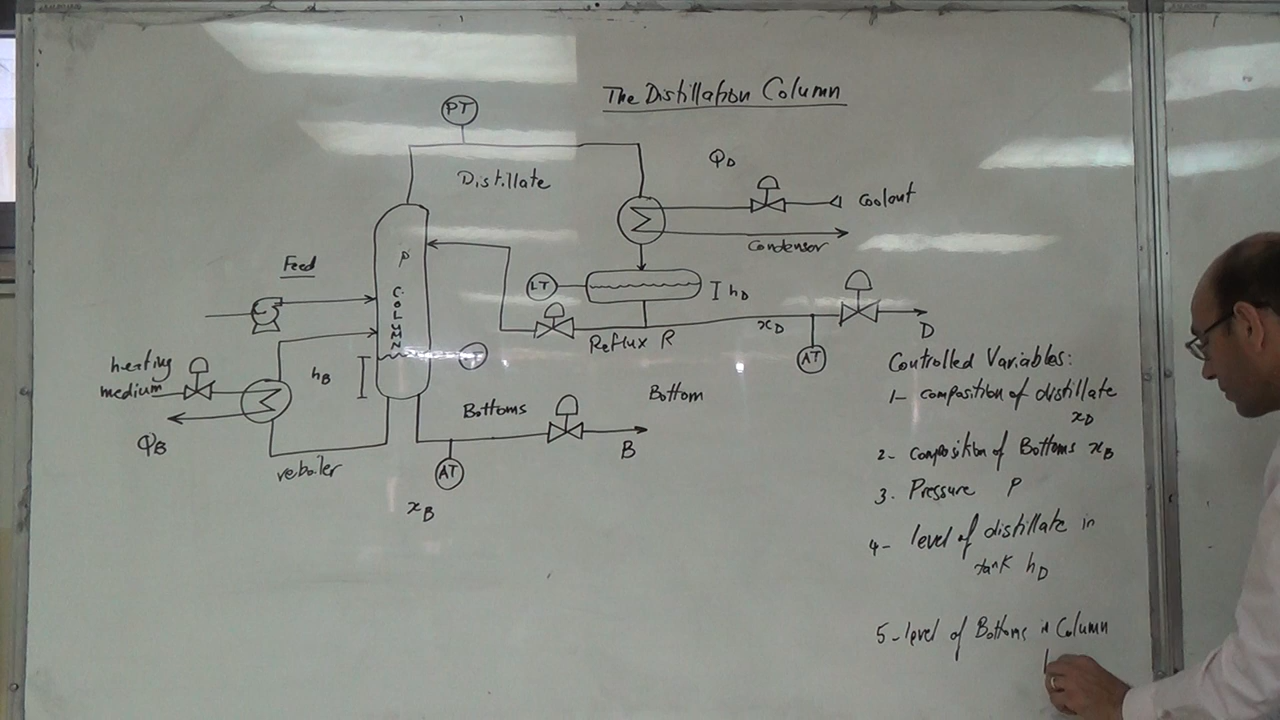 The Distillation Column
PT
Distillate
QD
Coolant
Condensor
P
COLUMN
Feed
LT
hD
Reflux R
xD
AT
D
heating
medium
hB
QB
reboiler
Bottoms
Bottom
B
AT
xB
Controlled Variables:
1- composition of distillate
xD
2- composition of Bottoms xB
3. Pressure P
4- level of distillate in
tank hD
5-level of Bottoms in Column